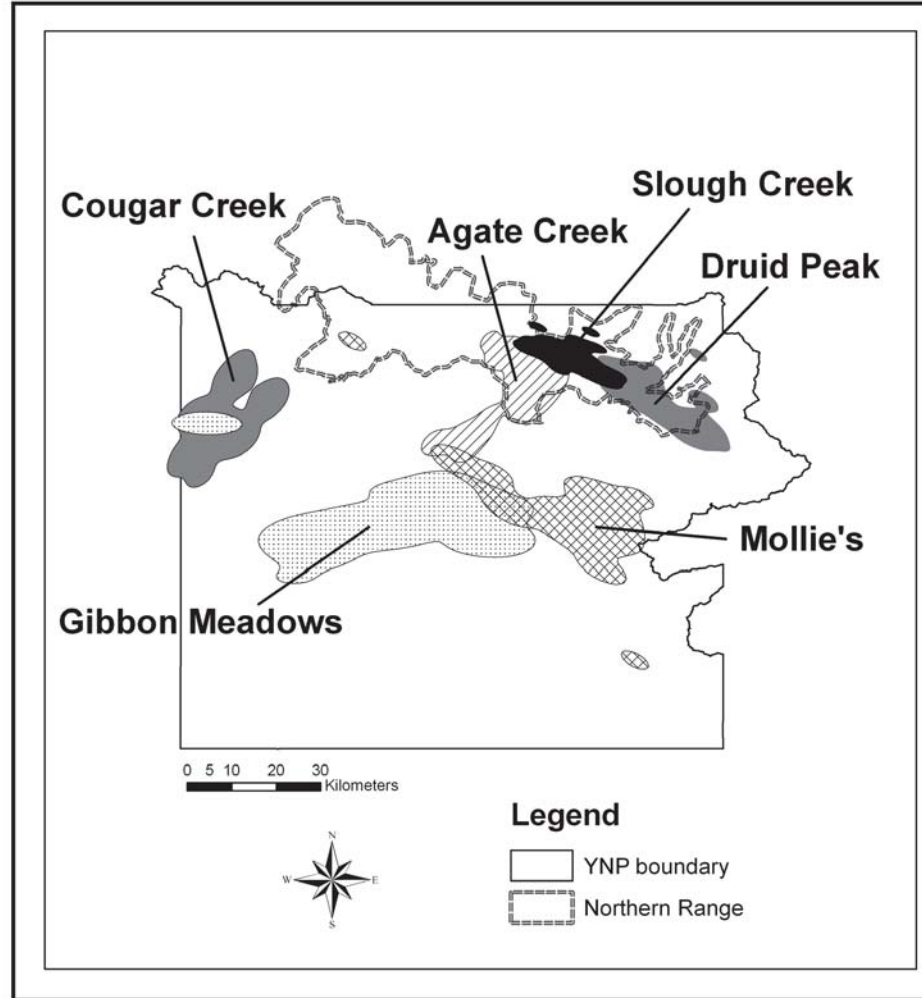 Slough Creek
Cougar Creek
Agate Creek
Druid Peak
Mollie's
Gibbon Meadows
0 5 10 20 30
Kilometers
Legend
N
YNP boundary
W E
Northern Range
S